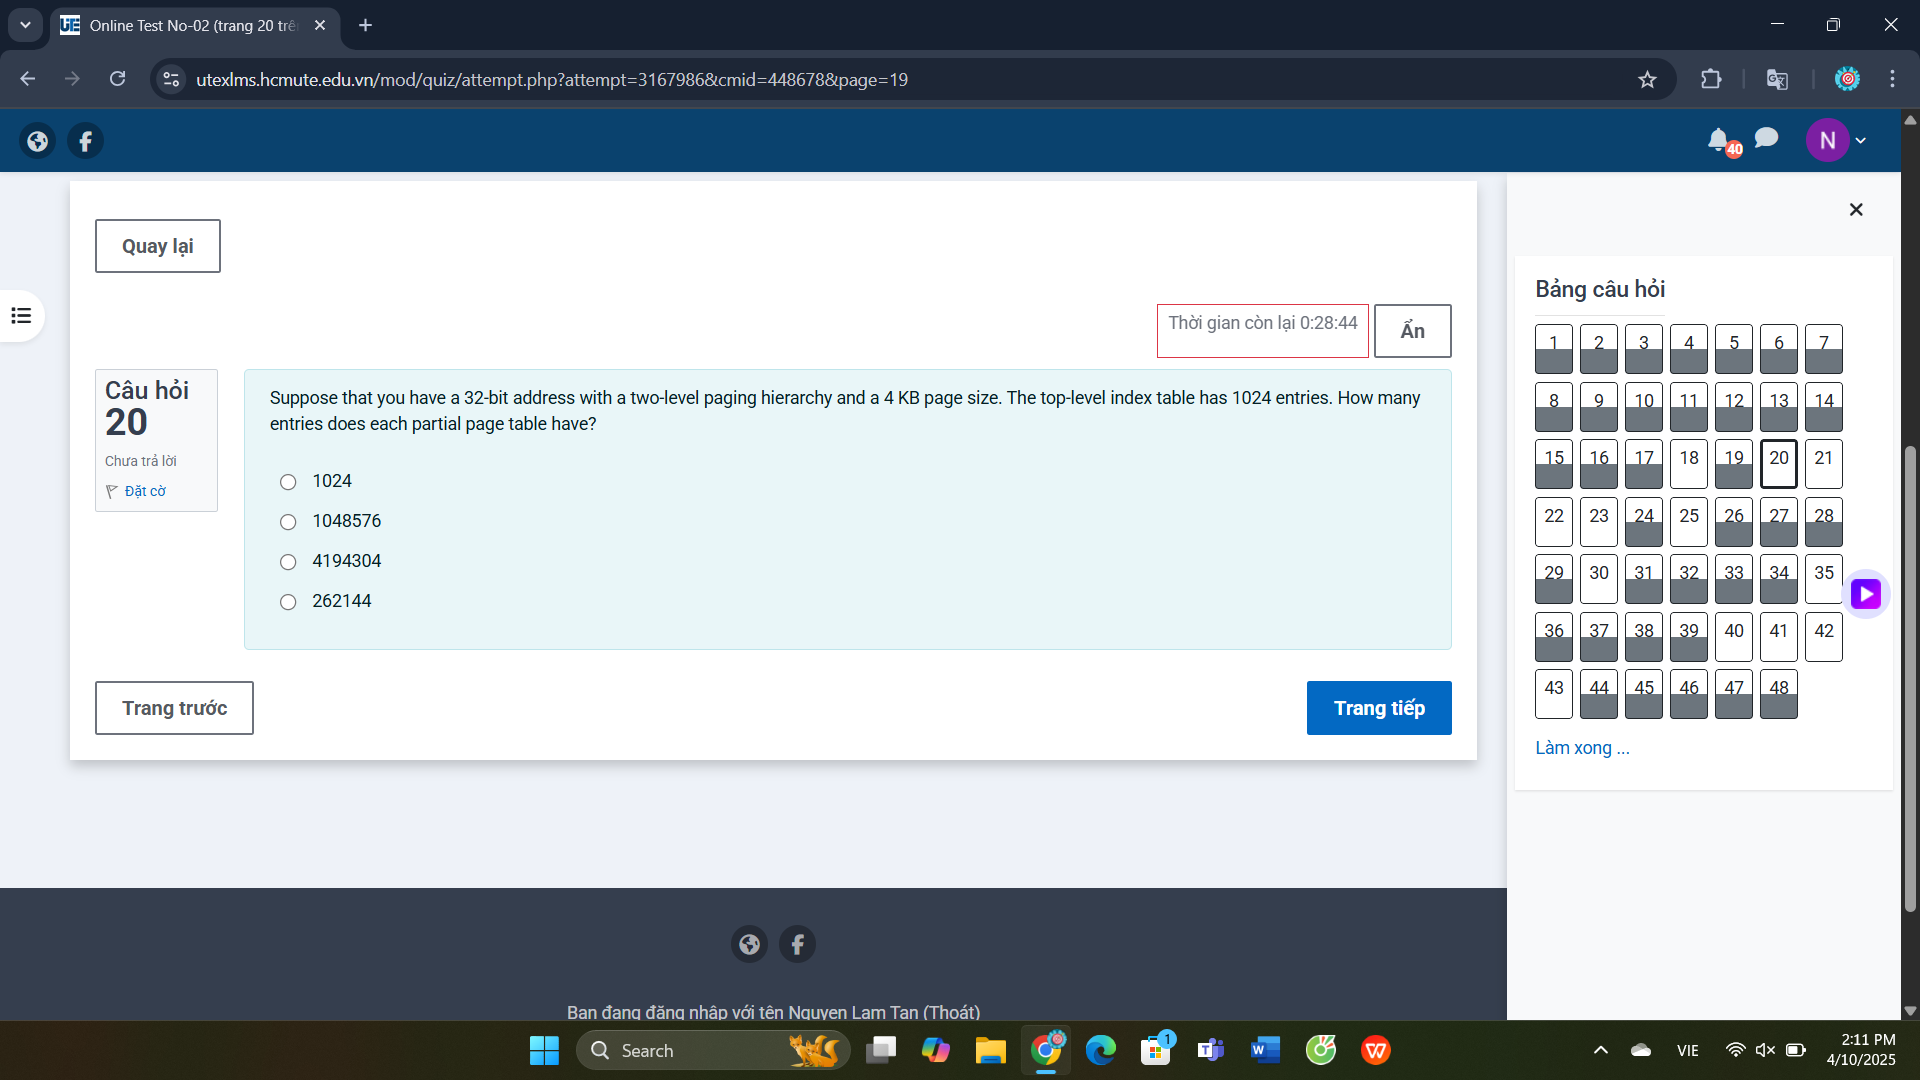 Online Test No-02 (trang 20 trê
utexlms.hcmute.edu.vn/mod/quiz/attempt.php?attempt=3167986&cmid=448678&page=19
40
N
Quay lại
Thời gian còn lại 0:28:44
Ẩn
Câu hỏi
20
Chưa trả lời
Đặt cờ
Suppose that you have a 32-bit address with a two-level paging hierarchy and a 4 KB page size. The top-level index table has 1024 entries. How many
entries does each partial page table have?
1024
1048576
4194304
262144
Trang trước
Trang tiếp
Bảng câu hỏi
1 2 3 4 5 6 7
8 9 10 11 12 13 14
15 16 17 18 19 20 21
22 23 24 25 26 27 28
29 30 31 32 33 34 35
36 37 38 39 40 41 42
43 44 45 46 47 48
Làm xong ...
Bạn đang đăng nhập với tên Nguyen Lam Tan (Thoát)
Search
1
VIE
2:11 PM
4/10/2025